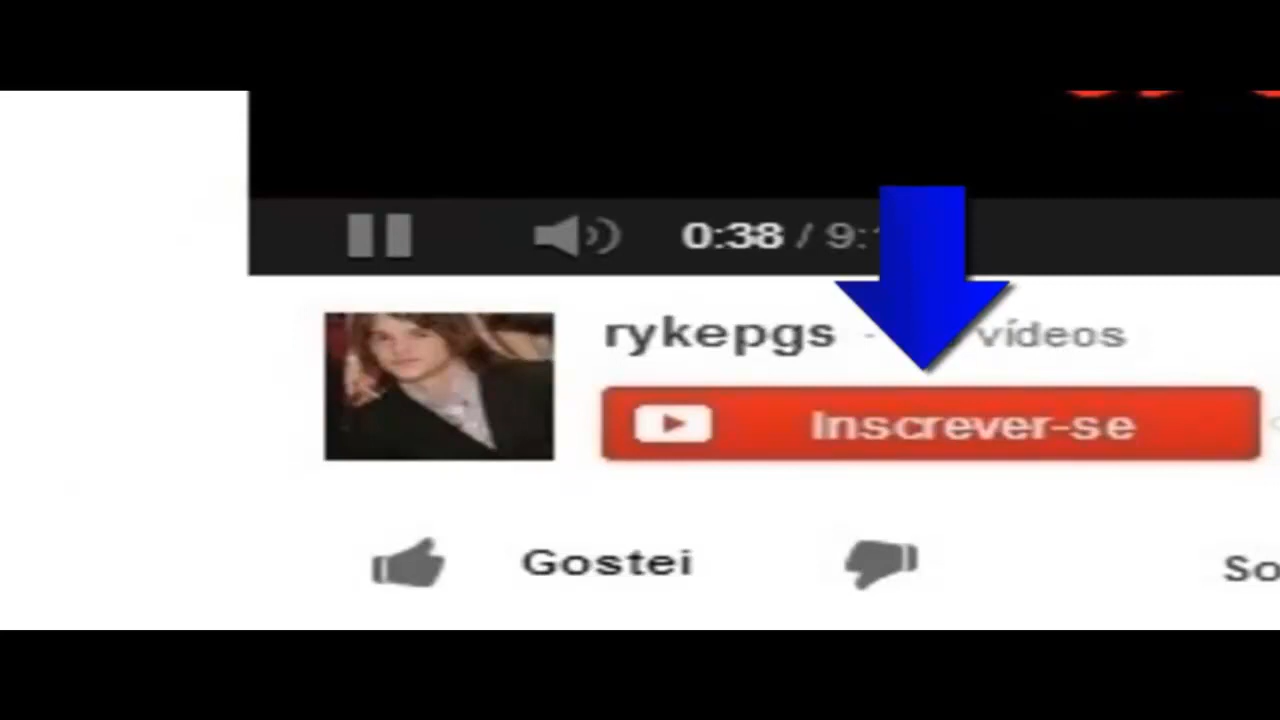 0:38 / 9:
rykepgs - vídeos
Inscrever-se
Gostei
So